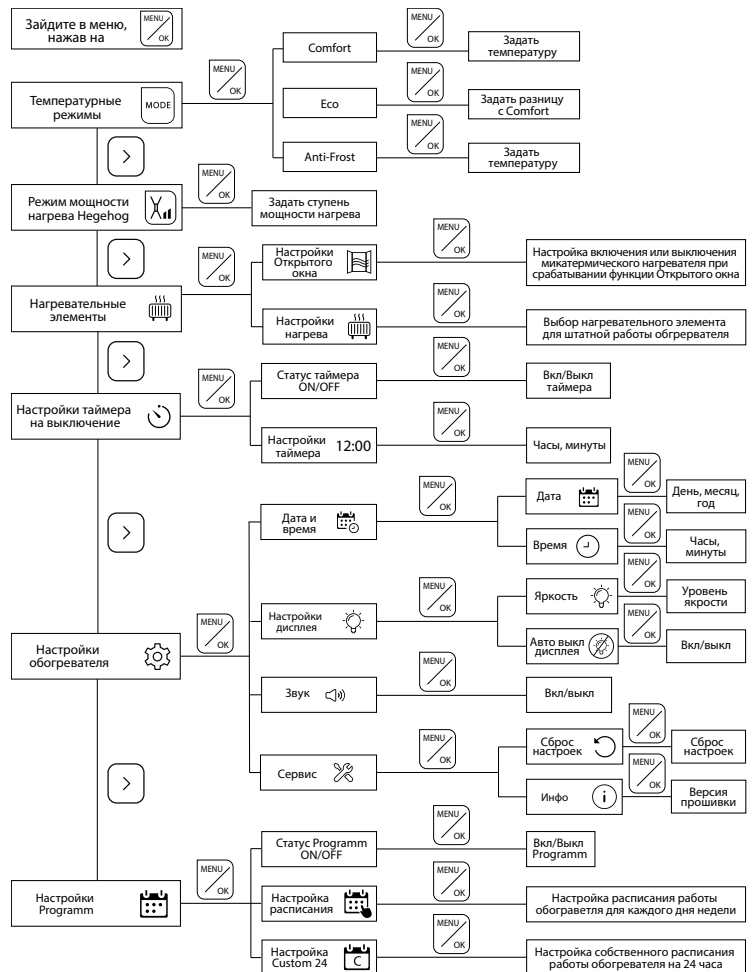 Зайдите в меню,
нажав на
MENU
OK
Температурные
режимы
MODE
MENU
OK
Comfort
MENU
OK
Задать
температуру
Eco
MENU
OK
Задать разницу
с Comfort
Anti-Frost
MENU
OK
Задать
температуру
>
Режим мощности
нагрева Hegehog
MENU
OK
Задать ступень
мощности нагрева
>
Нагревательные
элементы
MENU
OK
Настройки
Открытого
окна
MENU
OK
Настройка включения или выключения
микатермического нагревателя при
срабатывании функции Открытого окна
Настройки
нагрева
MENU
OK
Выбор нагревательного элемента
для штатной работы обгрервателя
>
Настройки таймера
на выключение
MENU
OK
Статус таймера
ON/OFF
MENU
OK
Вкл/Выкл
таймера
Настройки
таймера
12:00
MENU
OK
Часы, минуты
>
Настройки
обогревателя
MENU
OK
Дата и
время
MENU
OK
Дата
MENU
OK
День, месяц,
год
Время
MENU
OK
Часы,
минуты
Настройки
дисплея
MENU
OK
Яркость
MENU
OK
Уровень
якрости
Авто выкл
дисплея
MENU
OK
Вкл/выкл
Звук
MENU
OK
Вкл/выкл
Сервис
MENU
OK
Сброс
настроек
MENU
OK
Сброс
настроек
Инфо
i
MENU
OK
Версия
прошивки
>
Настройки
Programm
MENU
OK
Статус Programm
ON/OFF
MENU
OK
Вкл/Выкл
Programm
Настройка
расписания
MENU
OK
Настройка расписания работы
обограветля для каждого дня недели
Настройка
Custom 24
C
MENU
OK
Настройка собственного расписания
работы обогревателя на 24 часа